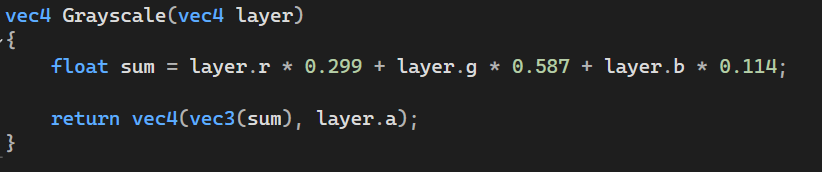 vec4 Grayscale(vec4 layer)
{
    float sum = layer.r * 0.299 + layer.g * 0.587 + layer.b * 0.114;

    return vec4(vec3(sum), layer.a);
}